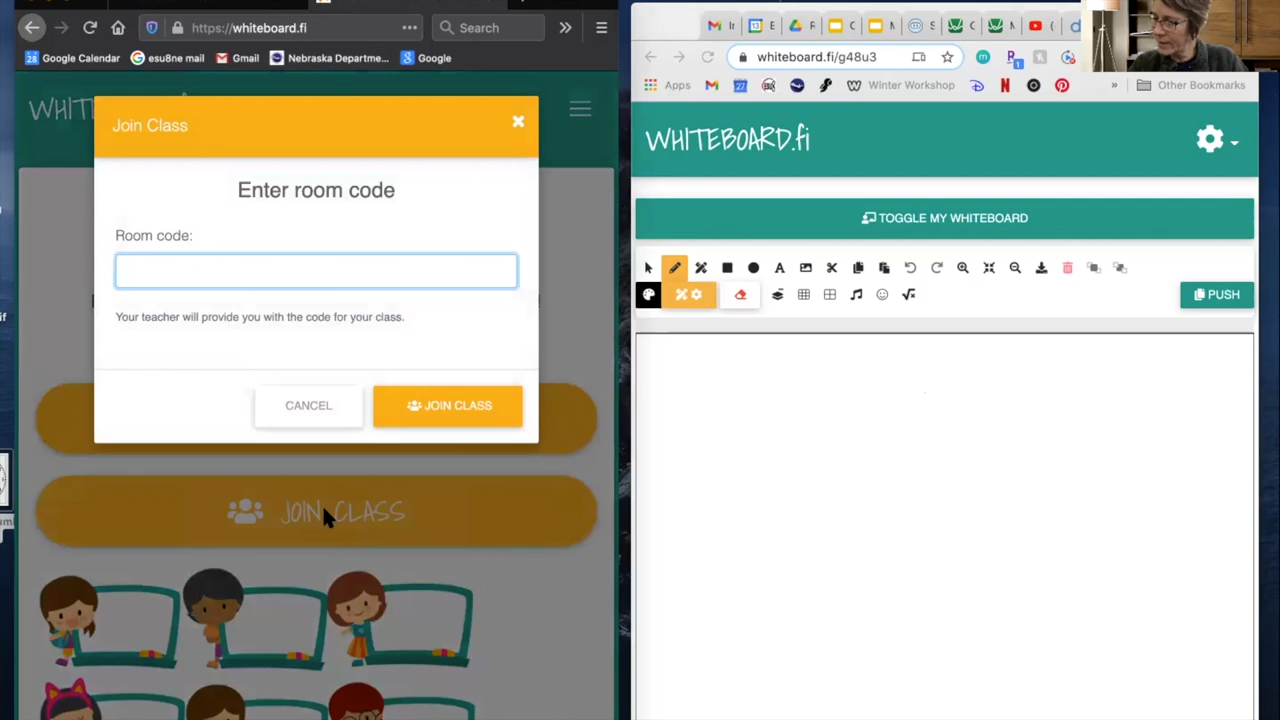 https://whiteboard.fi
Search
Google Calendar
esu8ne mail
Gmail
Nebraska Departme...
Google
WHITE
Join Class
Enter room code
Room code:
Your teacher will provide you with the code for your class.
CANCEL
JOIN CLASS
JOIN CLASS
whiteboard.fi/g48u3
Apps
Winter Workshop
Other Bookmarks
WHITEBOARD.fi
TOGGLE MY WHITEBOARD
PUSH